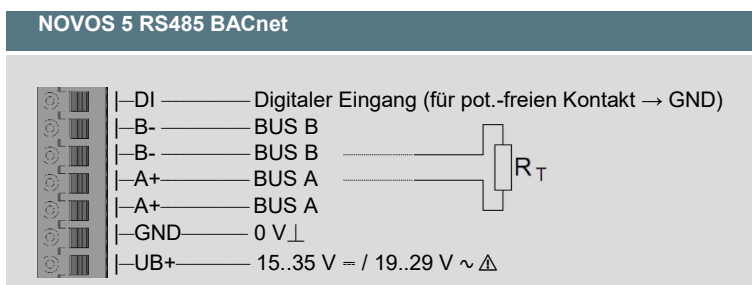 NOVOS 5 RS485 BACnet
DI Digitaler Eingang (für pot.-freien Kontakt → GND)
B- BUS B
B- BUS B
A+ BUS A
A+ BUS A
GND 0 V⊥
UB+ 15..35 V ⎓ / 19..29 V ∿ ⚠
RT